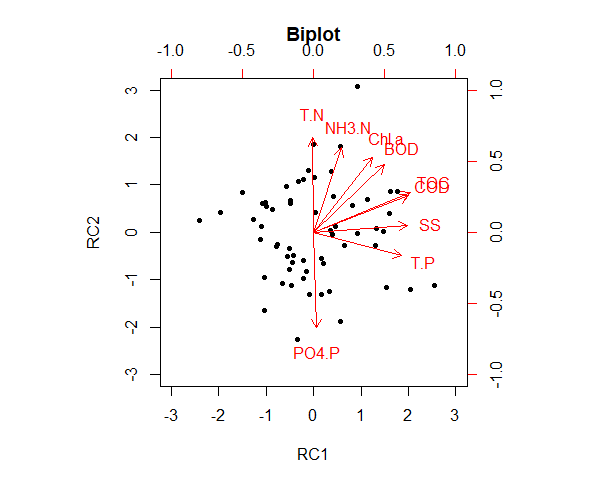 Biplot
-1.0 -0.5 0.0 0.5 1.0
3 2 1 0 -1 -2 -3
RC2
1.0 0.5 0.0 -0.5 -1.0
T.N
NH3.N
Chl.a
BOD
TOC
COD
SS
T.P
PO4.P
-3 -2 -1 0 1 2 3
RC1